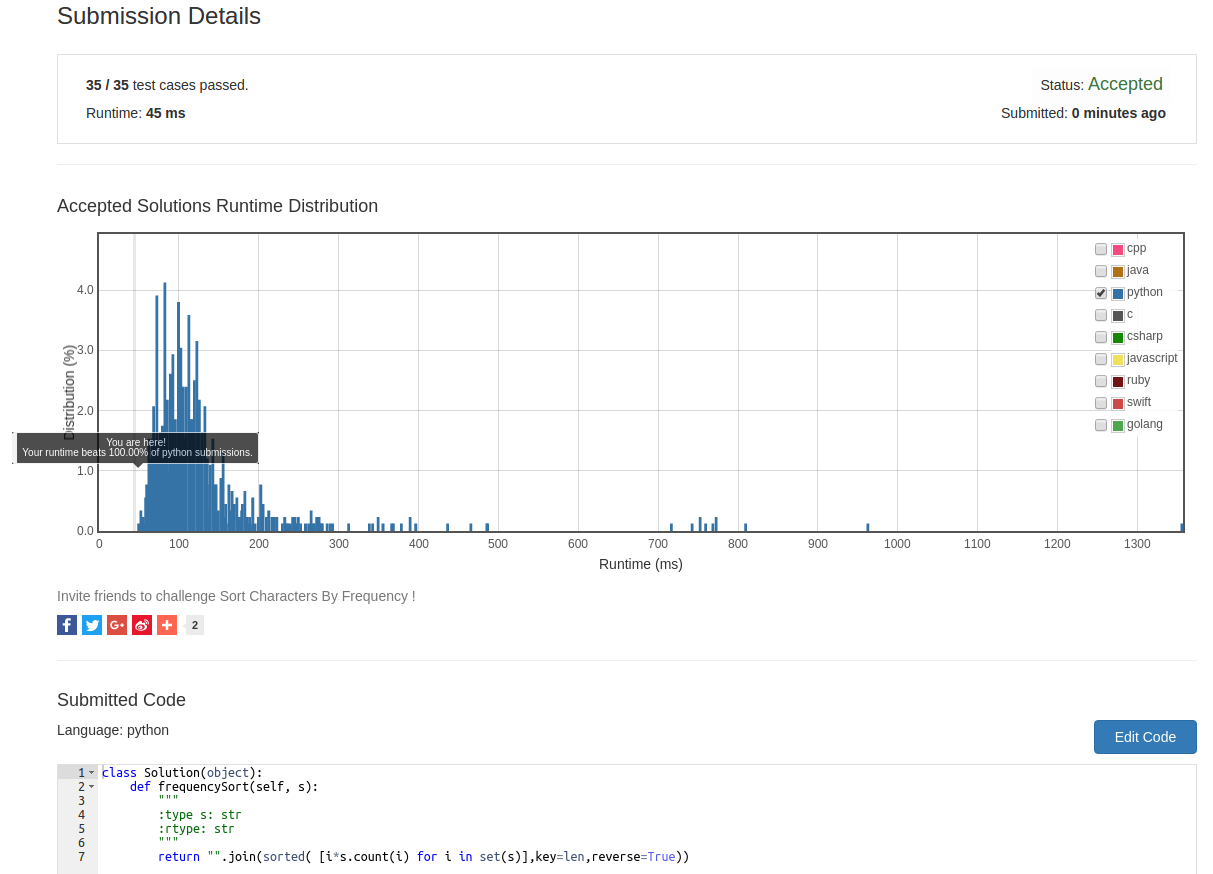 Submission Details
35 / 35 test cases passed.
Status: Accepted
Runtime: 45 ms
Submitted: 0 minutes ago
Accepted Solutions Runtime Distribution
cpp
java
python
c
csharp
javascript
ruby
swift
golang
4.0
3.0
2.0
1.0
0.0
Distribution (%)
You are here!
Your runtime beats 100.00% of python submissions.
0 100 200 300 400 500 600 700 800 900 1000 1100 1200 1300
Runtime (ms)
Invite friends to challenge Sort Characters By Frequency !
f G+ + 2
Submitted Code
Language: python
Edit Code
1 class Solution(object):
2 def frequencySort(self, s):
3 """
4 :type s: str
5 :rtype: str
6 """
7 return "".join(sorted( [i*s.count(i) for i in set(s)],key=len,reverse=True))